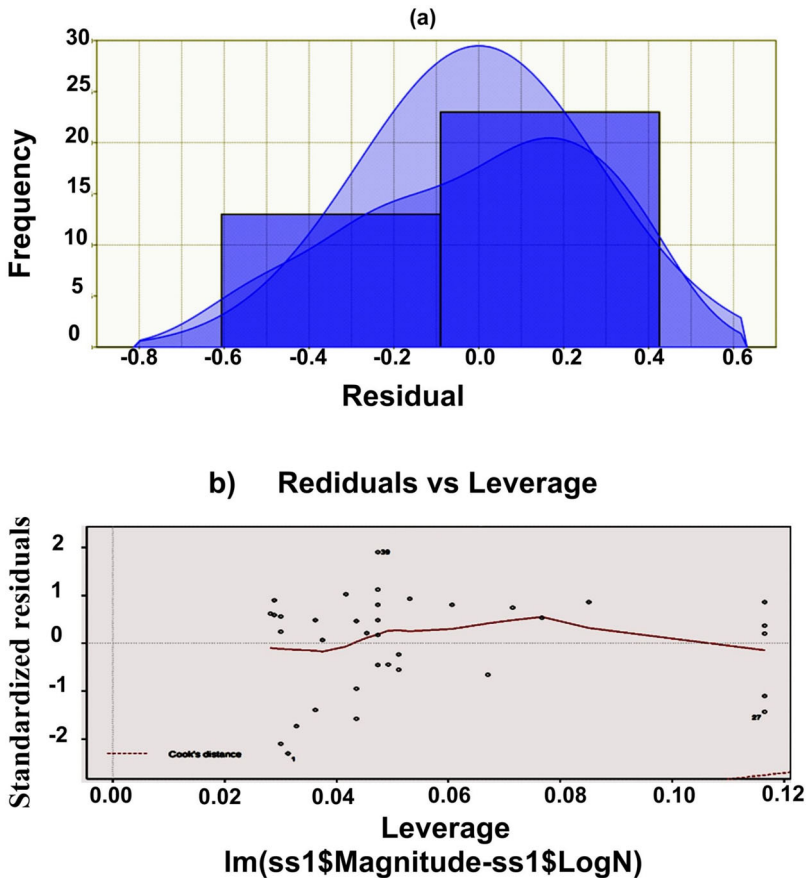 (a)
30
25
20
15
10
5
0
Frequency
-0.8 -0.6 -0.4 -0.2 0.0 0.2 0.4 0.6
Residual
b) Rediduals vs Leverage
2
1
0
-1
-2
Standardized residuals
39
27
1
Cook's distance
0.00 0.02 0.04 0.06 0.08 0.10 0.12
Leverage
lm(ss1$Magnitude-ss1$LogN)